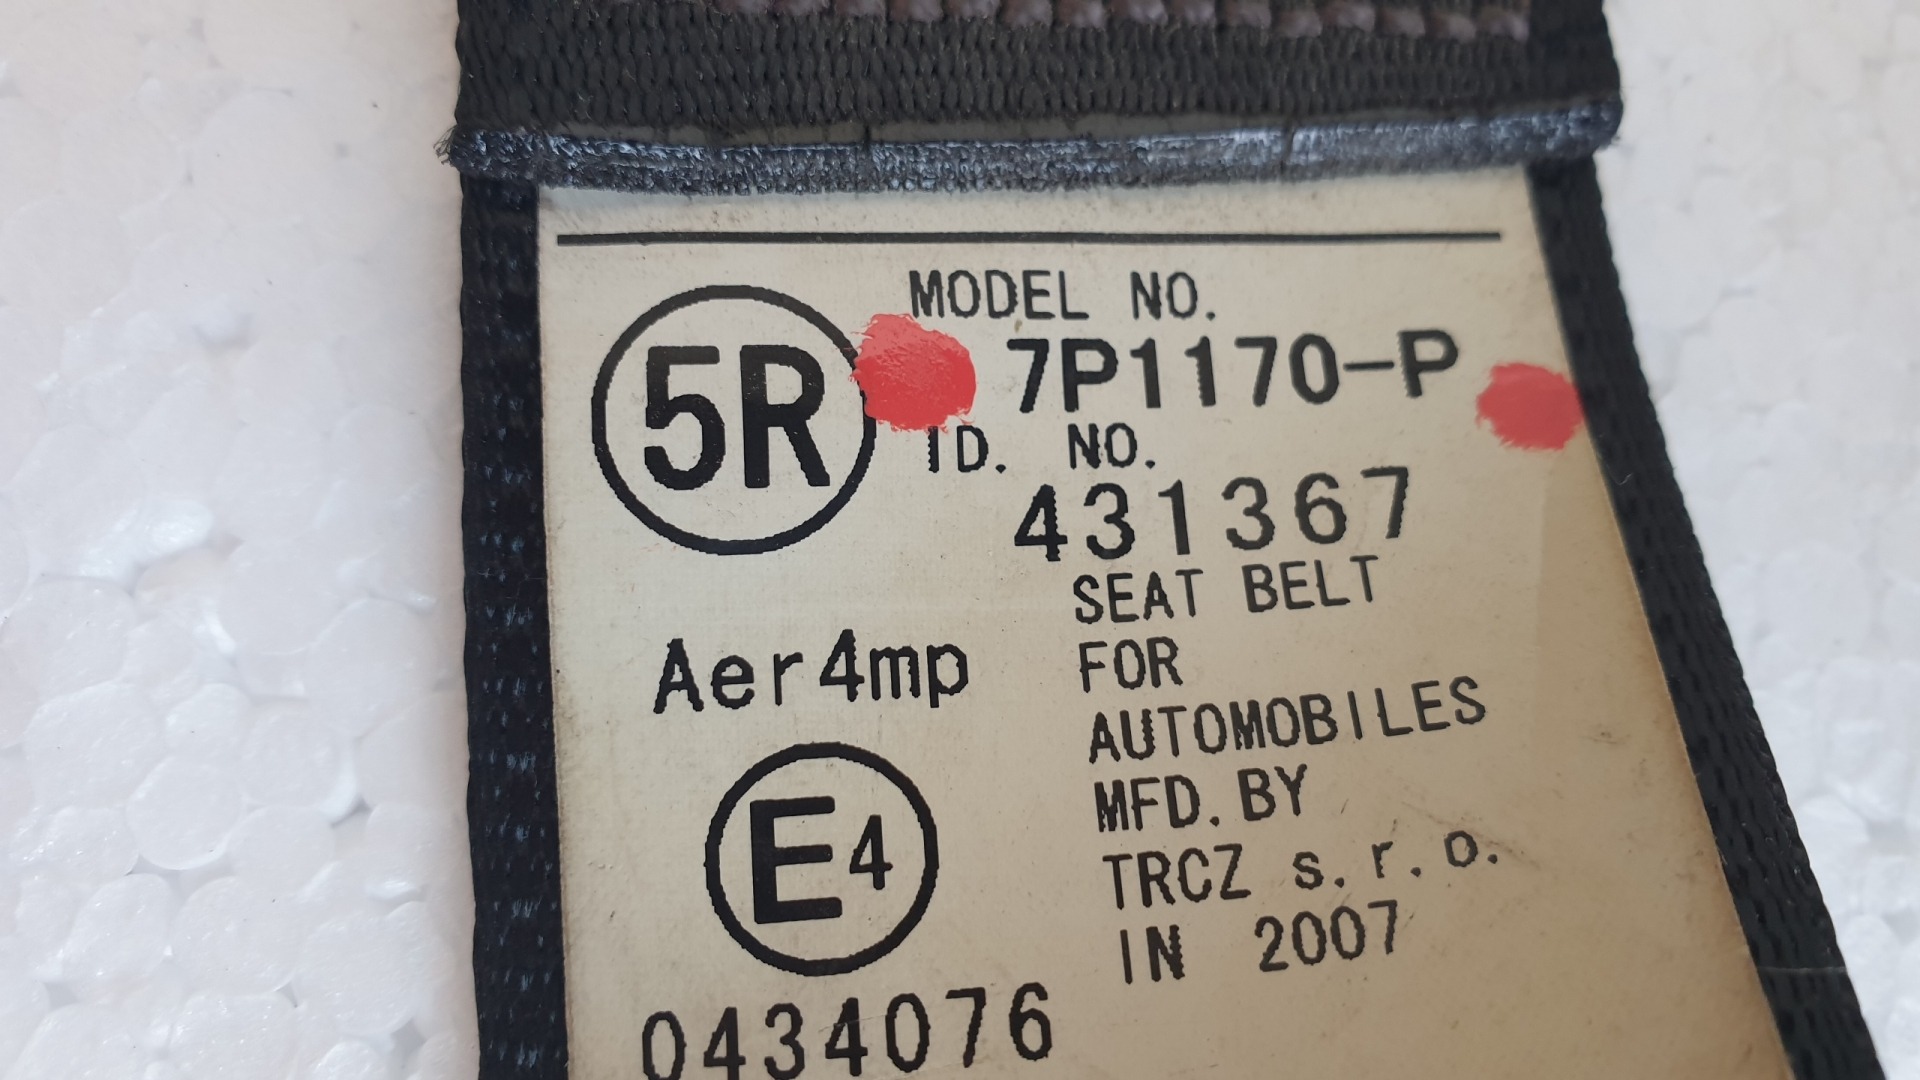 MODEL NO.
5R
7P1170-P
ID. NO.
431367
SEAT BELT
Aer4mp
FOR
AUTOMOBILES
E4
MFD. BY
TRCZ s.r.o.
IN 2007
0434076